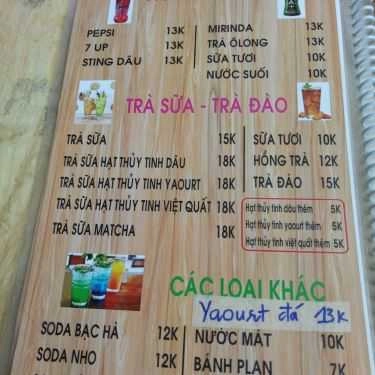 PEPSI 13K
7 UP 13K
STING DÂU 13K
MIRINDA 13K
TRÀ ÔLONG 13K
SỮA TƯƠI 10K
NƯỚC SUỐI 10K
TRÀ SỮA - TRÀ ĐÀO
TRÀ SỮA 15K
TRÀ SỮA HẠT THỦY TINH DÂU 18K
TRÀ SỮA HẠT THỦY TINH YAOURT 18K
TRÀ SỮA HẠT THỦY TINH VIỆT QUẤT 18K
TRÀ SỮA MATCHA 18K
SỮA TƯƠI 10K
HỒNG TRÀ 12K
TRÀ ĐÀO 15K
Hạt thủy tinh dâu thêm 5K
Hạt thủy tinh yaourt thêm 5K
Hạt thủy tinh việt quất thêm 5K
CÁC LOẠI KHÁC
Yaourt đá 13K
SODA BẠC HÀ 12K
SODA NHO 12K
NƯỚC MÁT 10K
BÁNH PLAN 7K